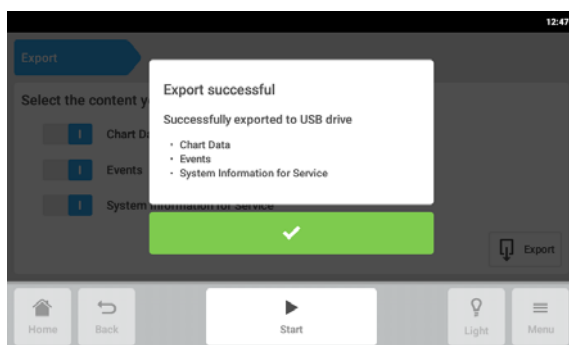 12:47
Export
Export successful
Select the content y
Successfully exported to USB drive
Chart Da
• Chart Data
• Events
• System Information for Service
Events
System Information for Service
Export
Home
Back
Start
Light
Menu